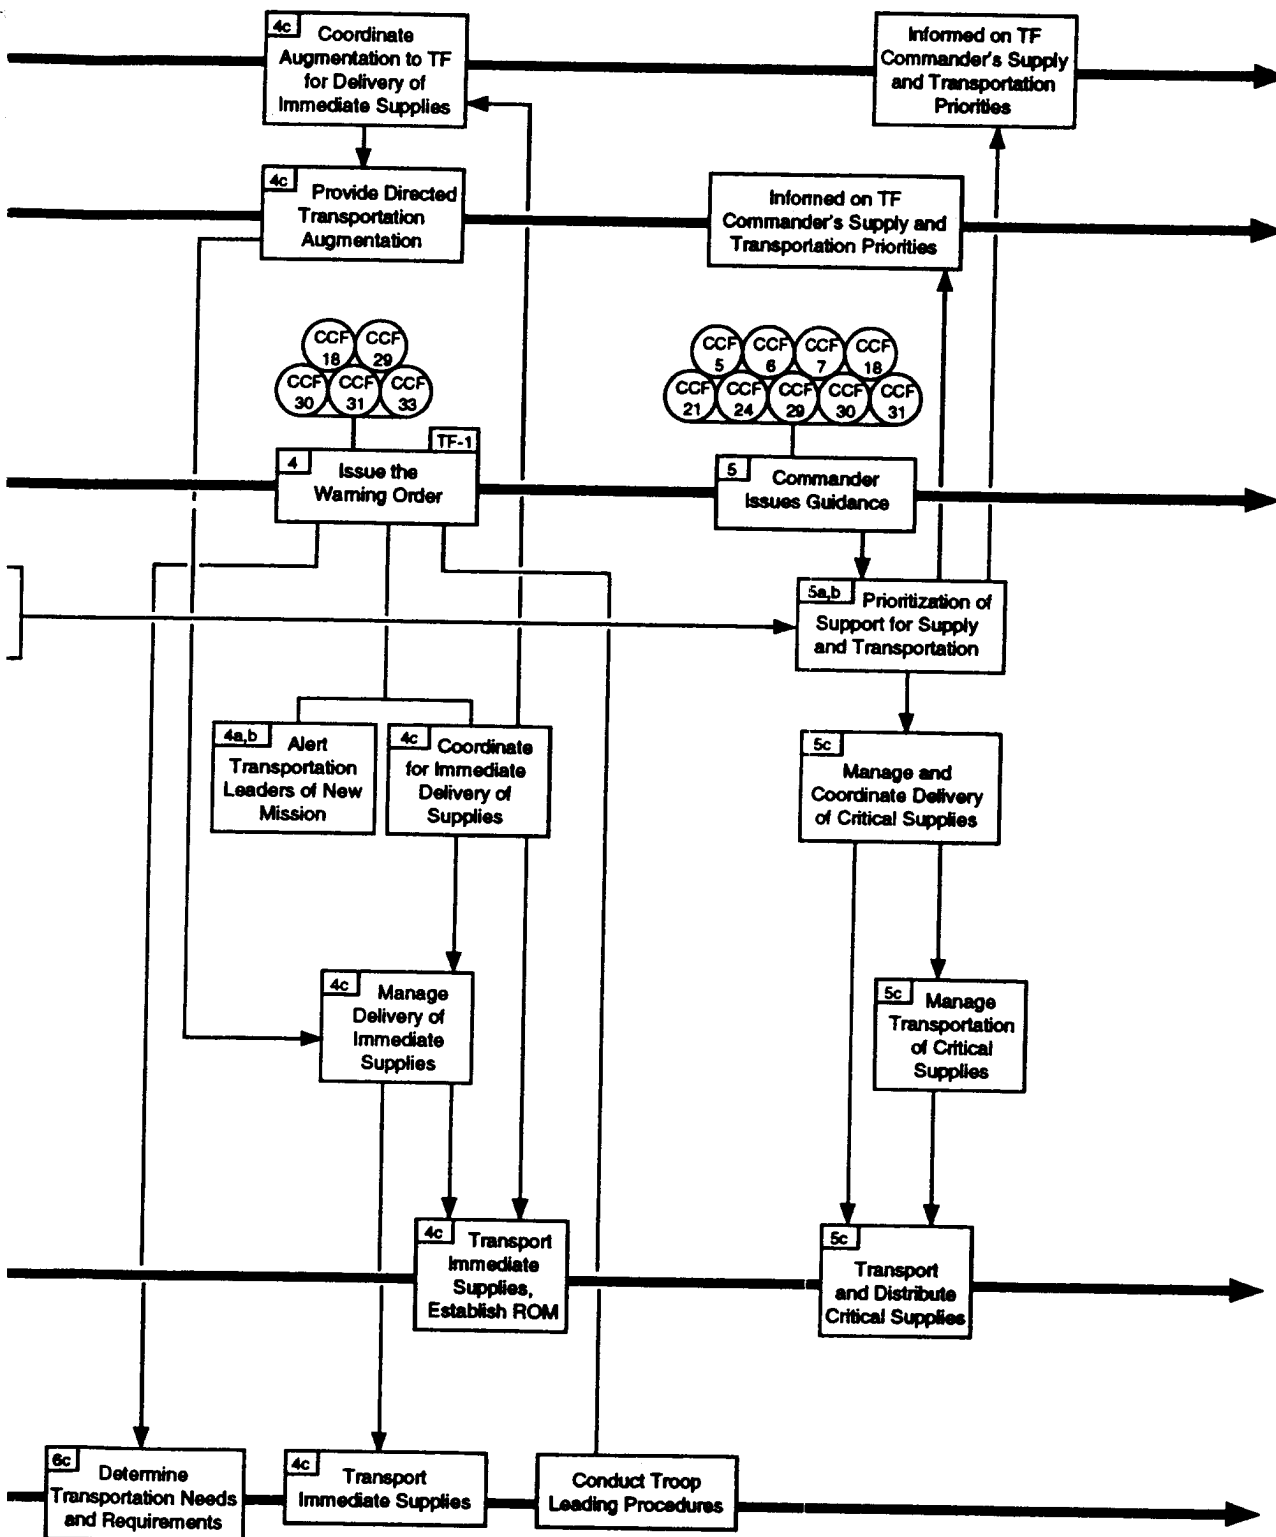 4c
Coordinate
Augmentation to TF
for Delivery of
Immediate Supplies
Informed on TF
Commander's Supply
and Transportation
Priorities
4c
Provide Directed
Transportation
Augmentation
Informed on TF
Commander's Supply and
Transportation Priorities
CCF
18
CCF
29
CCF
30
CCF
31
CCF
33
CCF
5
CCF
6
CCF
7
CCF
18
CCF
21
CCF
24
CCF
29
CCF
30
CCF
31
TF-1
4
Issue the
Warning Order
5
Commander
Issues Guidance
5a,b
Prioritization of
Support for Supply
and Transportation
4a,b
Alert
Transportation
Leaders of New
Mission
4c
Coordinate
for Immediate
Delivery of
Supplies
5c
Manage and
Coordinate Delivery
of Critical Supplies
4c
Manage
Delivery of
Immediate
Supplies
5c
Manage
Transportation
of Critical
Supplies
4c
Transport
Immediate
Supplies,
Establish ROM
5c
Transport
and Distribute
Critical Supplies
6c
Determine
Transportation Needs
and Requirements
4c
Transport
Immediate Supplies
Conduct Troop
Leading Procedures